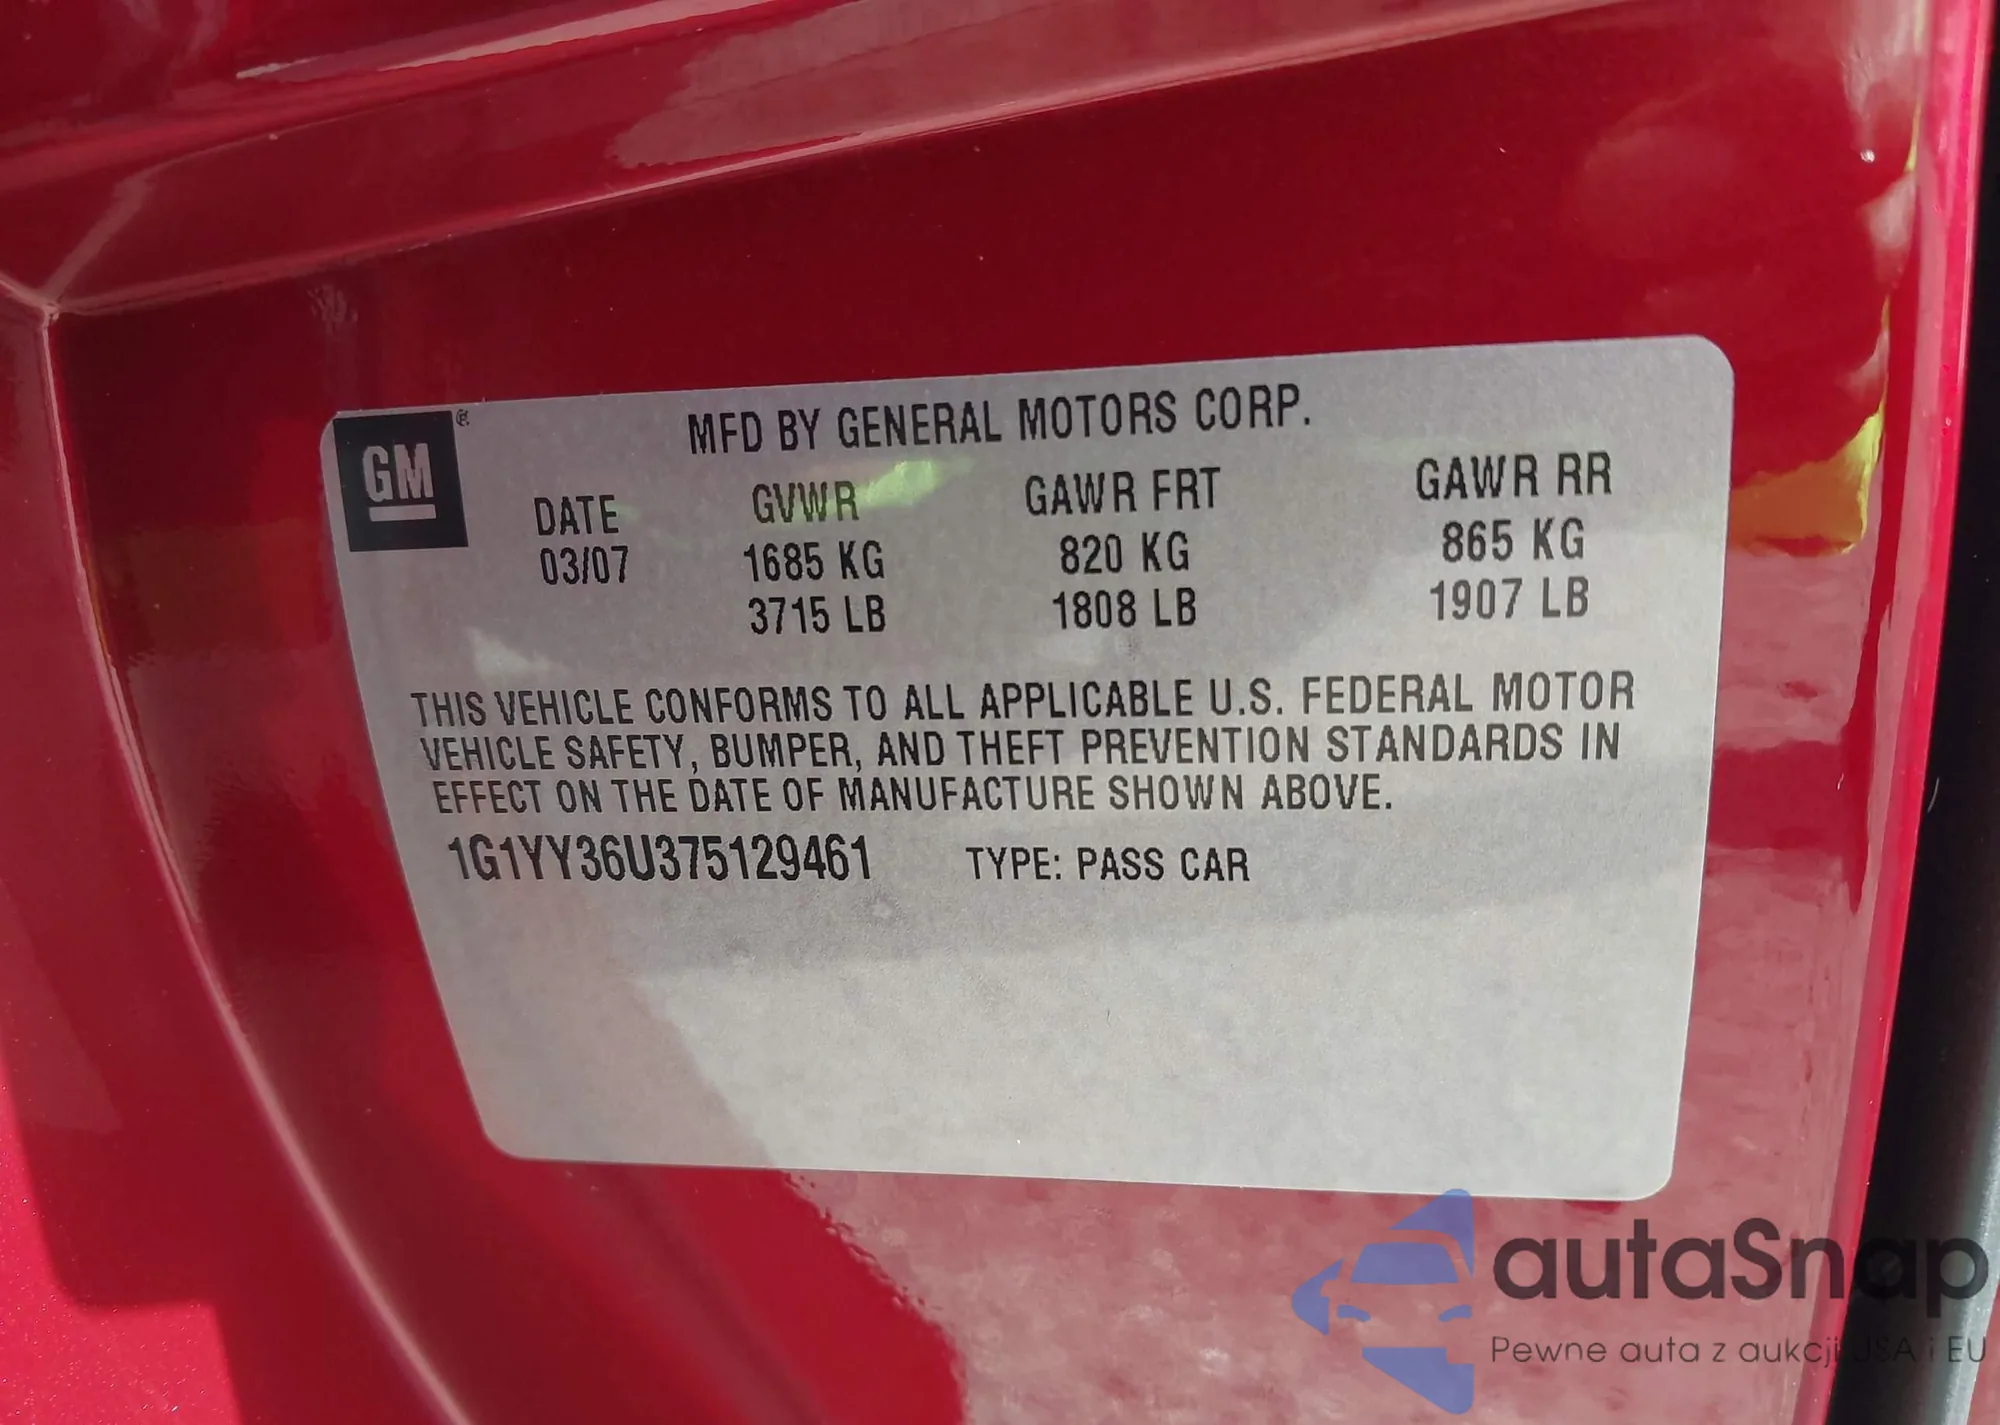 GM
®
MFD BY GENERAL MOTORS CORP.
DATE GVWR GAWR FRT GAWR RR
03/07 1685 KG 820 KG 865 KG
3715 LB 1808 LB 1907 LB
THIS VEHICLE CONFORMS TO ALL APPLICABLE U.S. FEDERAL MOTOR
VEHICLE SAFETY, BUMPER, AND THEFT PREVENTION STANDARDS IN
EFFECT ON THE DATE OF MANUFACTURE SHOWN ABOVE.
1G1YY36U375129461 TYPE: PASS CAR
autaSnap
Pewne auta z aukcji USA i EU